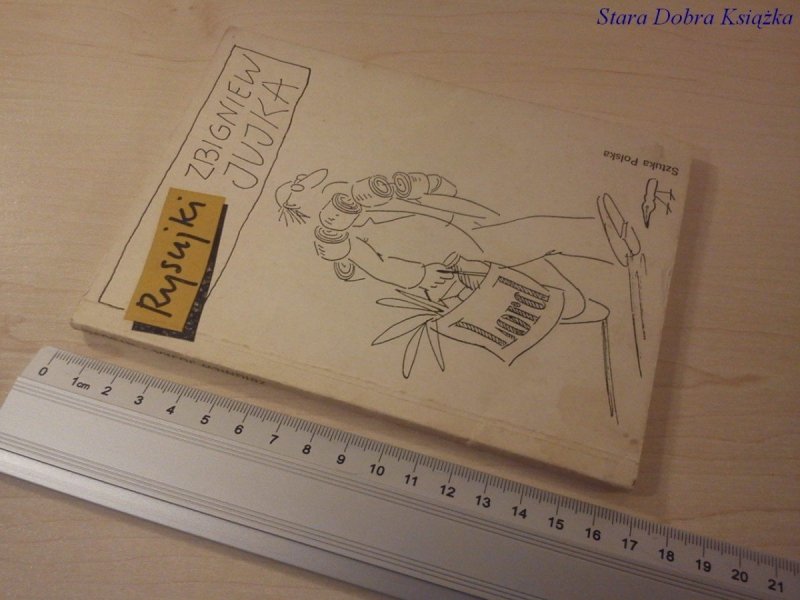 Stara Dobra Książka
ZBIGNIEW
JUJKA
Rysujki
Sztuka Polska
0 1cm 2 3 4 5 6 7 8 9 10 11 12 13 14 15 16 17 18 19 20 21